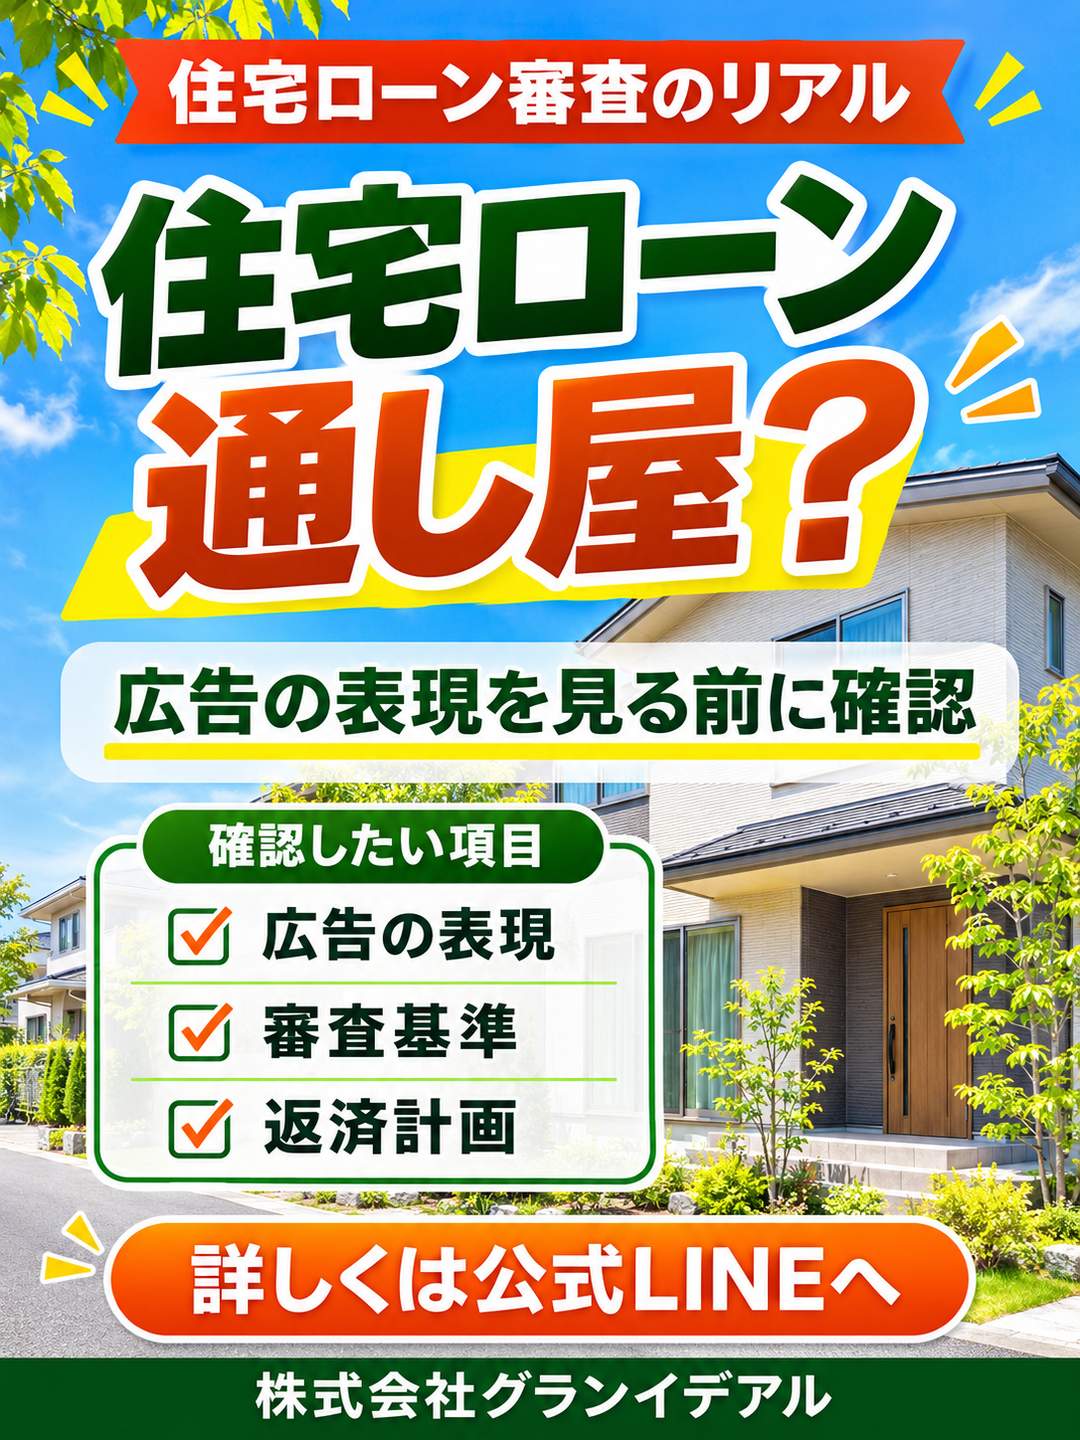 住宅ローン審査のリアル
住宅ローン
通し屋？
広告の表現を見る前に確認
確認したい項目
広告の表現
審査基準
返済計画
詳しくは公式LINEへ
株式会社グランイデアル